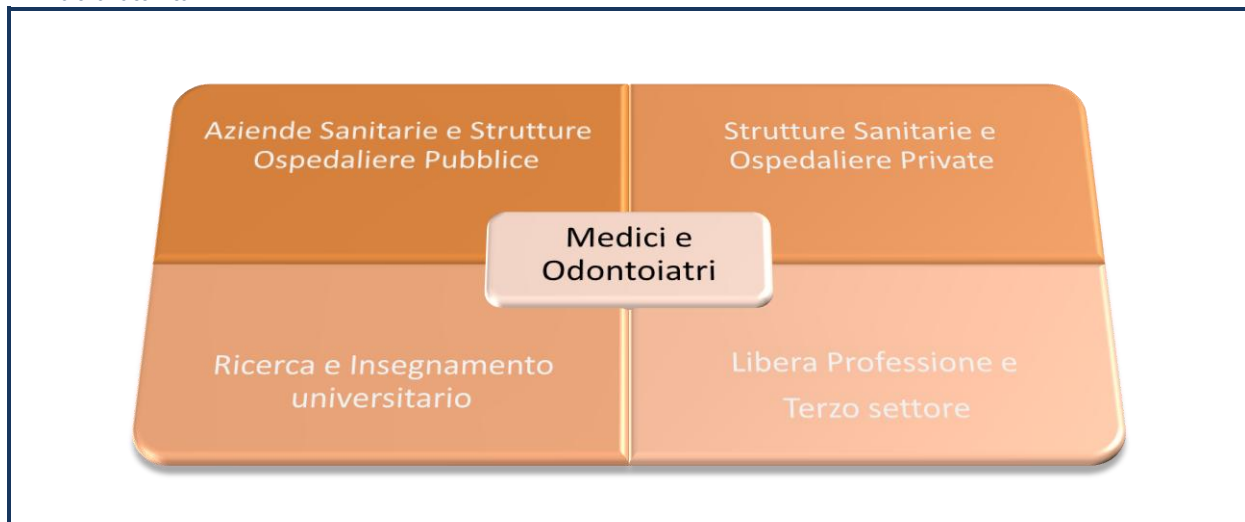 Aziende Sanitarie e Strutture
Ospedaliere Pubblice
Strutture Sanitarie e
Ospedaliere Private
Medici e
Odontoiatri
Ricerca e Insegnamento
universitario
Libera Professione e
Terzo settore